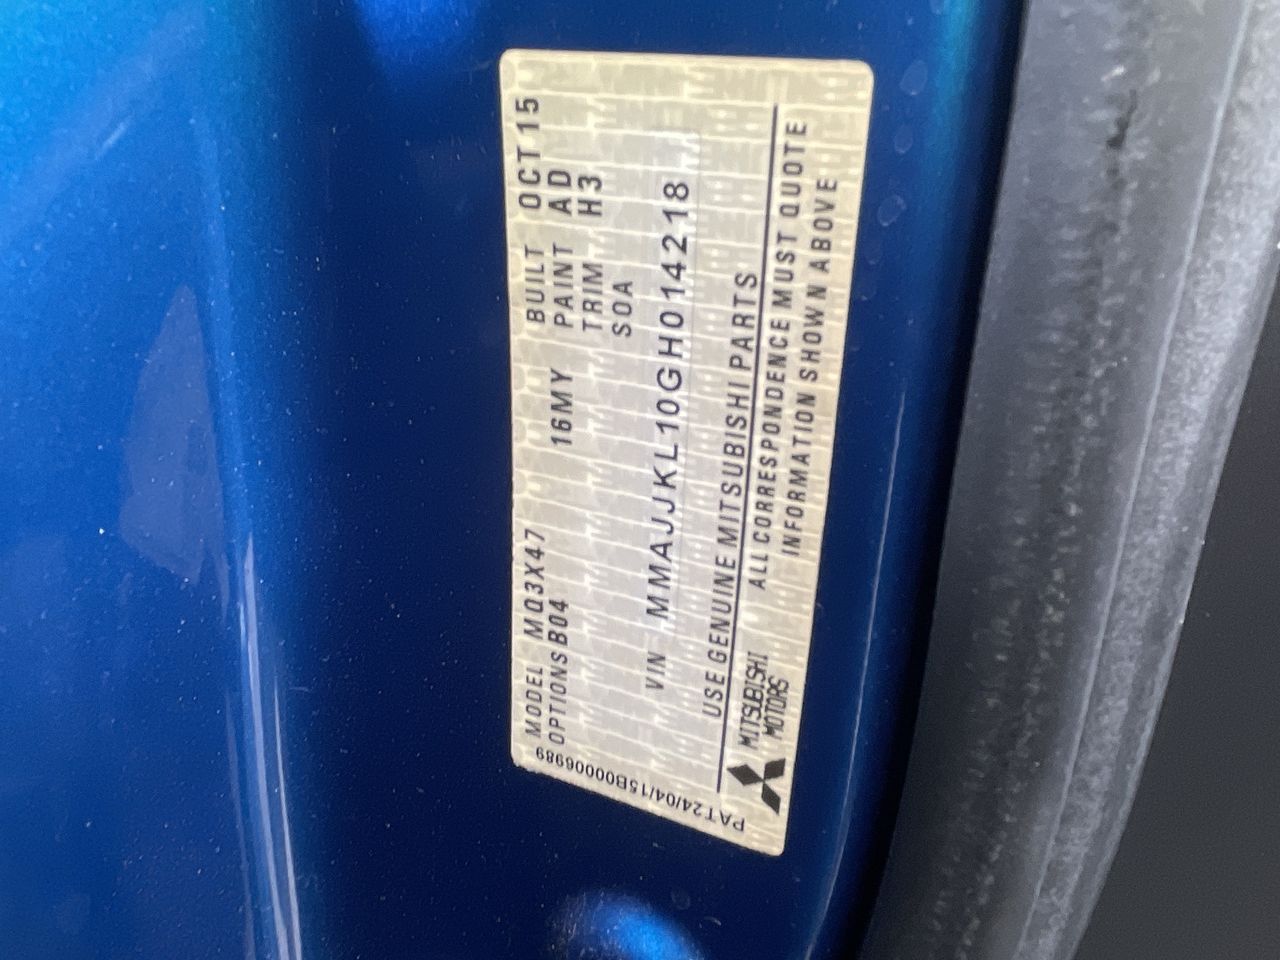 MODEL MQ3X47 16MY BUILT OCT 15
OPTIONS B04 PAINT AD
TRIM H3
SOA
VIN MMAJJKL10GH014218
USE GENUINE MITSUBISHI PARTS
MITSUBISHI MOTORS
ALL CORRESPONDENCE MUST QUOTE
INFORMATION SHOWN ABOVE
PAT24/04/15B000006989